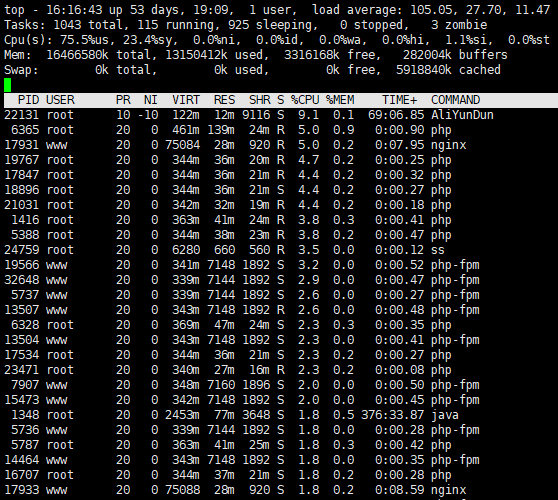 top - 16:16:43 up 53 days, 19:09,  1 user,  load average: 105.05, 27.70, 11.47
Tasks: 1043 total, 115 running, 925 sleeping,   0 stopped,   3 zombie
Cpu(s): 75.5%us, 23.4%sy,  0.0%ni,  0.0%id,  0.0%wa,  0.0%hi,  1.1%si,  0.0%st
Mem:  16466580k total, 13150412k used,  3316168k free,   282004k buffers
Swap:        0k total,        0k used,        0k free,  5918840k cached
PID USER      PR  NI  VIRT  RES  SHR S %CPU %MEM    TIME+  COMMAND
22131 root      10 -10  122m  12m 9116 S  9.1  0.1  69:06.85 AliYunDun
6365 root      20   0  461m 139m  24m R  5.0  0.9   0:00.90 php
17931 www       20   0 75084  28m  920 R  5.0  0.2   0:07.95 nginx
19767 root      20   0  344m  36m  20m R  4.7  0.2   0:00.25 php
17847 root      20   0  344m  36m  21m R  4.4  0.2   0:00.32 php
18896 root      20   0  344m  36m  21m S  4.4  0.2   0:00.27 php
21031 root      20   0  342m  32m  19m R  4.4  0.2   0:00.18 php
1416 root      20   0  363m  41m  24m R  3.8  0.3   0:00.41 php
5388 root      20   0  344m  38m  23m R  3.8  0.2   0:00.47 php
24759 root      20   0  6280  660  560 R  3.5  0.0   0:00.12 ss
19566 www       20   0  341m 7148 1892 S  3.2  0.0   0:00.52 php-fpm
32648 www       20   0  339m 7144 1892 S  2.9  0.0   0:00.47 php-fpm
5737 www       20   0  339m 7144 1892 S  2.6  0.0   0:00.27 php-fpm
13507 www       20   0  343m 7148 1892 R  2.6  0.0   0:00.48 php-fpm
6328 root      20   0  369m  47m  24m S  2.3  0.3   0:00.35 php
13504 www       20   0  343m 7148 1892 S  2.3  0.0   0:00.41 php-fpm
17534 root      20   0  344m  36m  21m S  2.3  0.2   0:00.27 php
23471 root      20   0  340m  27m  16m R  2.3  0.2   0:00.08 php
7907 www       20   0  348m 7160 1896 S  2.0  0.0   0:00.50 php-fpm
15473 www       20   0  342m 7148 1892 S  2.0  0.0   0:00.45 php-fpm
1348 root      20   0 2453m  77m 3648 S  1.8  0.5 376:33.87 java
5736 www       20   0  339m 7144 1892 S  1.8  0.0   0:00.28 php-fpm
5787 root      20   0  363m  41m  25m S  1.8  0.3   0:00.42 php
14464 www       20   0  343m 7148 1892 S  1.8  0.0   0:00.35 php-fpm
16707 root      20   0  344m  37m  21m S  1.8  0.2   0:00.28 php
17933 www       20   0 75088  28m  920 S  1.8  0.2   0:08.59 nginx